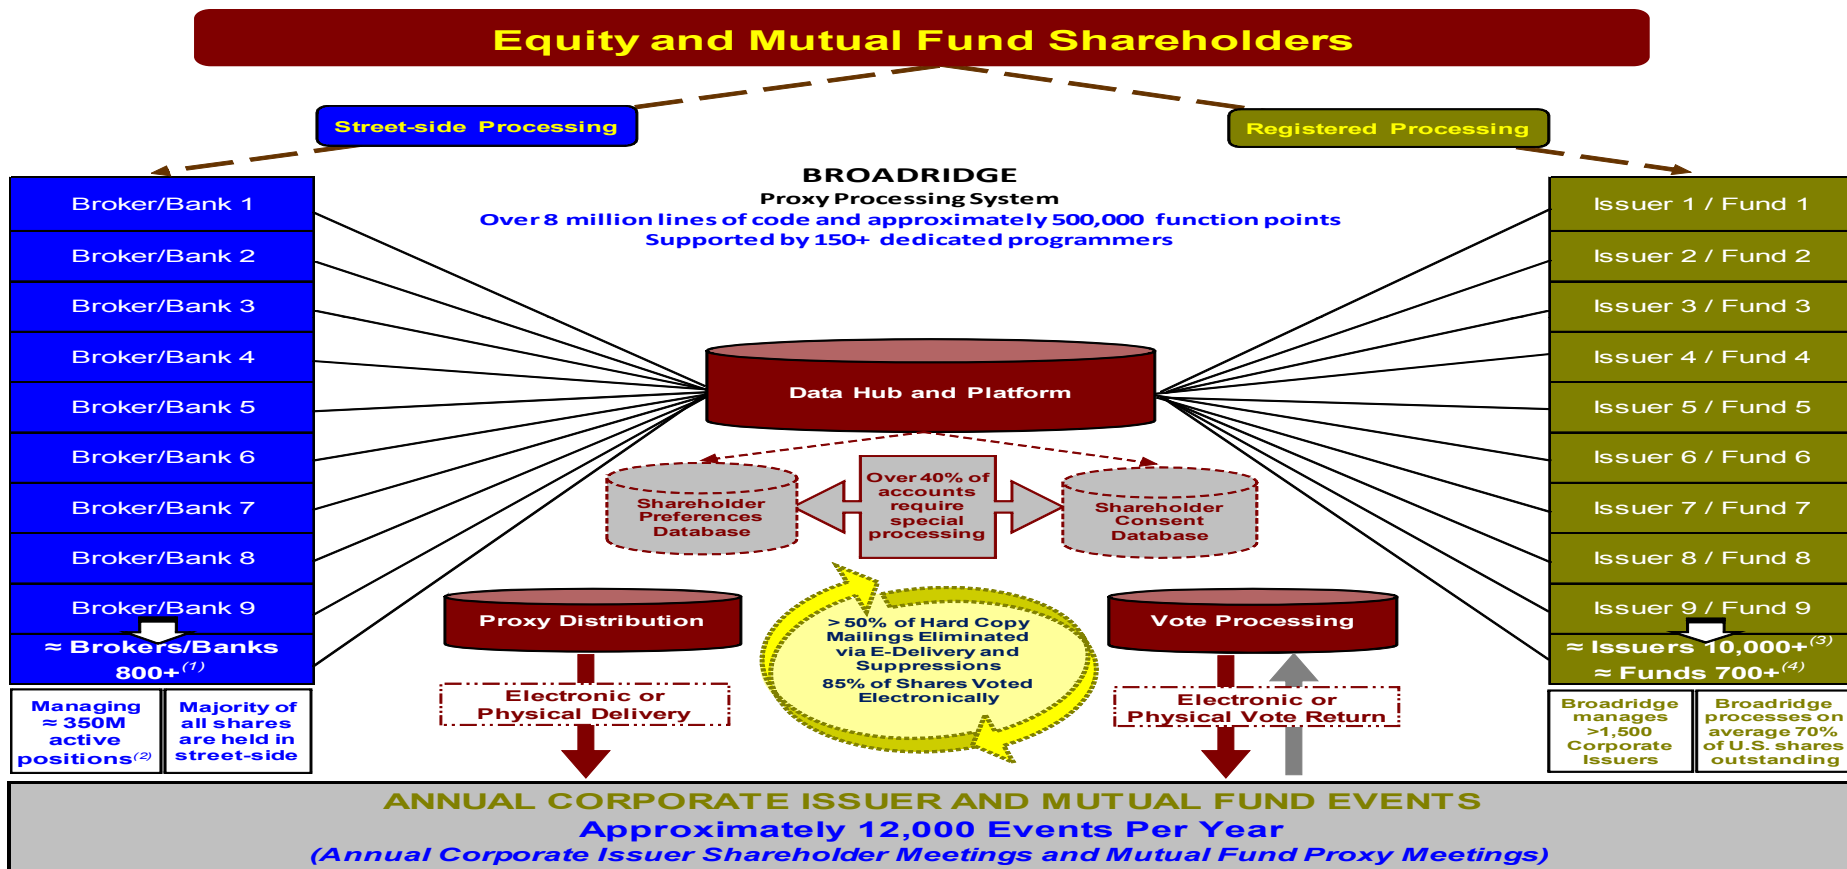 Equity and Mutual Fund Shareholders
Street-side Processing
Registered Processing
BROADRIDGE
Proxy Processing System
Over 8 million lines of code and approximately 500,000 function points
Supported by 150+ dedicated programmers
Broker/Bank 1
Broker/Bank 2
Broker/Bank 3
Broker/Bank 4
Broker/Bank 5
Broker/Bank 6
Broker/Bank 7
Broker/Bank 8
Broker/Bank 9
≈ Brokers/Banks
800+(1)
Managing
≈ 350M
active
positions(2)
Majority of
all shares
are held in
street-side
Data Hub and Platform
Shareholder
Preferences
Database
Over 40% of
accounts
require
special
processing
Shareholder
Consent
Database
Proxy Distribution
Electronic or
Physical Delivery
> 50% of Hard Copy
Mailings Eliminated
via E-Delivery and
Suppressions
85% of Shares Voted
Electronically
Vote Processing
Electronic or
Physical Vote Return
Issuer 1 / Fund 1
Issuer 2 / Fund 2
Issuer 3 / Fund 3
Issuer 4 / Fund 4
Issuer 5 / Fund 5
Issuer 6 / Fund 6
Issuer 7 / Fund 7
Issuer 8 / Fund 8
Issuer 9 / Fund 9
≈ Issuers 10,000+(3)
≈ Funds 700+(4)
Broadridge
manages
>1,500
Corporate
Issuers
Broadridge
processes on
average 70%
of U.S. shares
outstanding
ANNUAL CORPORATE ISSUER AND MUTUAL FUND EVENTS
Approximately 12,000 Events Per Year
(Annual Corporate Issuer Shareholder Meetings and Mutual Fund Proxy Meetings)